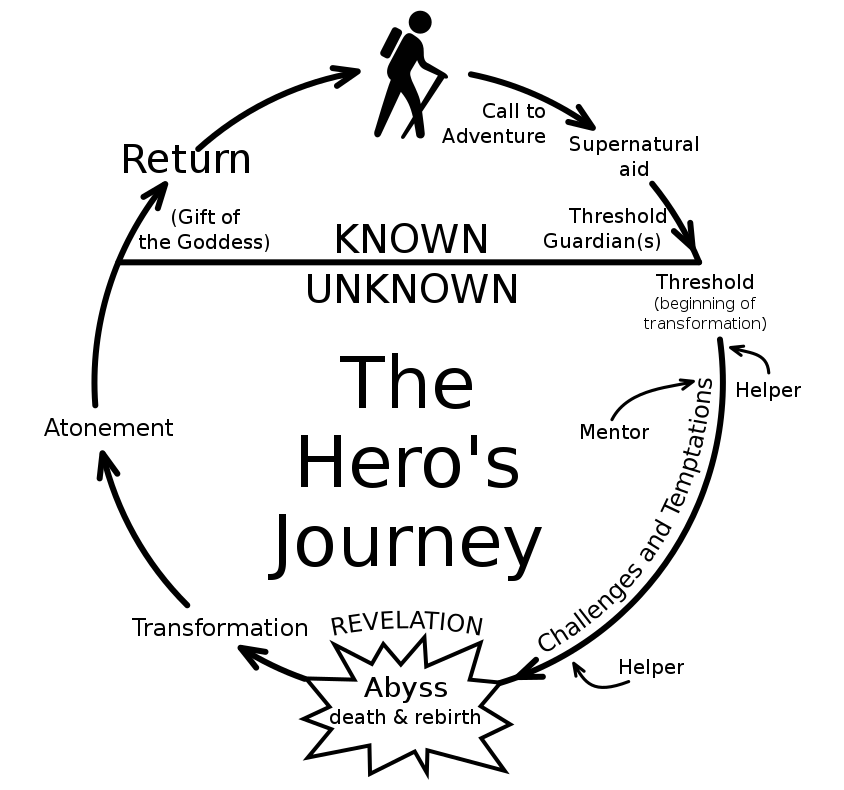 Call to
Adventure
Supernatural
aid
Return
(Gift of
the Goddess)
Threshold
Guardian(s)
KNOWN
UNKNOWN
Threshold
(beginning of
transformation)
Helper
Mentor
Challenges and Temptations
The
Hero's
Journey
Atonement
Transformation
REVELATION
Abyss
death & rebirth
Helper